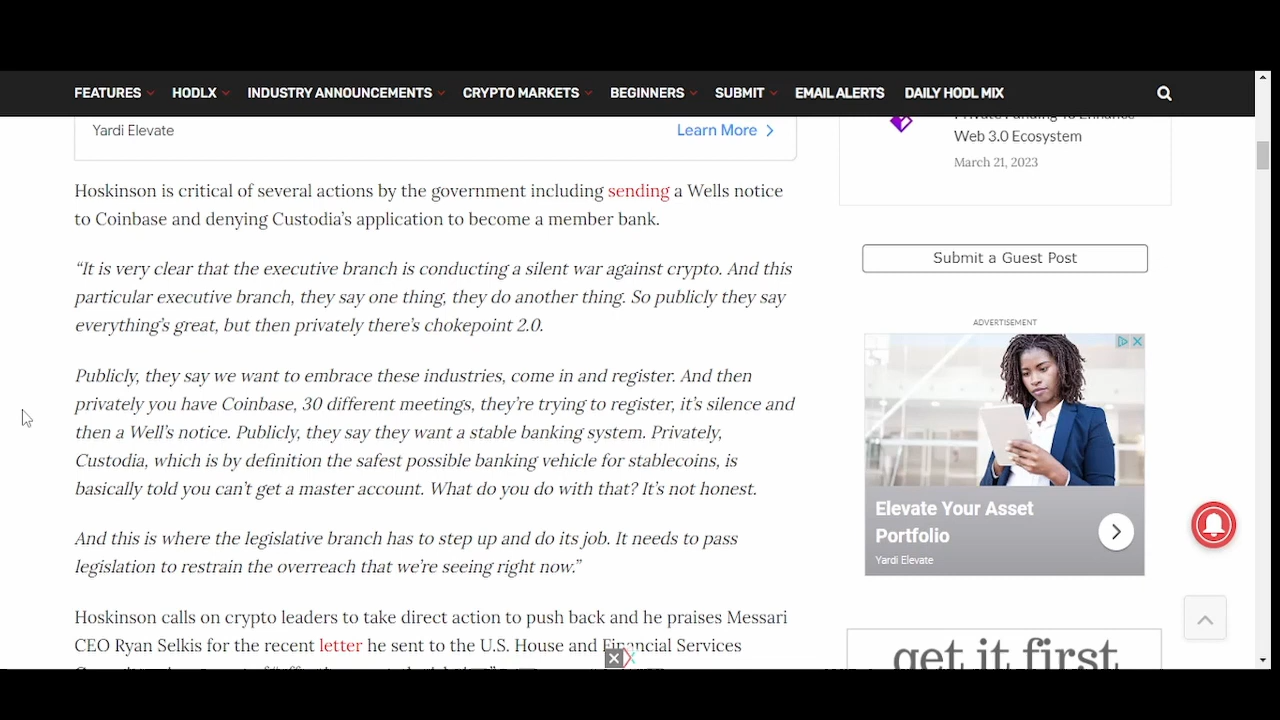 FEATURES HODLX INDUSTRY ANNOUNCEMENTS CRYPTO MARKETS BEGINNERS SUBMIT EMAIL ALERTS DAILY HODL MIX
Yardi Elevate Learn More
Hoskinson is critical of several actions by the government including sending a Wells notice
to Coinbase and denying Custodia's application to become a member bank.
“It is very clear that the executive branch is conducting a silent war against crypto. And this
particular executive branch, they say one thing, they do another thing. So publicly they say
everything's great, but then privately there's chokepoint 2.0.
Publicly, they say we want to embrace these industries, come in and register. And then
privately you have Coinbase, 30 different meetings, they're trying to register, it's silence and
then a Well's notice. Publicly, they say they want a stable banking system. Privately,
Custodia, which is by definition the safest possible banking vehicle for stablecoins, is
basically told you can't get a master account. What do you do with that? It's not honest.
And this is where the legislative branch has to step up and do its job. It needs to pass
legislation to restrain the overreach that we're seeing right now.”
Hoskinson calls on crypto leaders to take direct action to push back and he praises Messari
CEO Ryan Selkis for the recent letter he sent to the U.S. House and Financial Services
Private Funding To Enhance
Web 3.0 Ecosystem
March 21, 2023
Submit a Guest Post
ADVERTISEMENT
Elevate Your Asset
Portfolio
Yardi Elevate
get it first